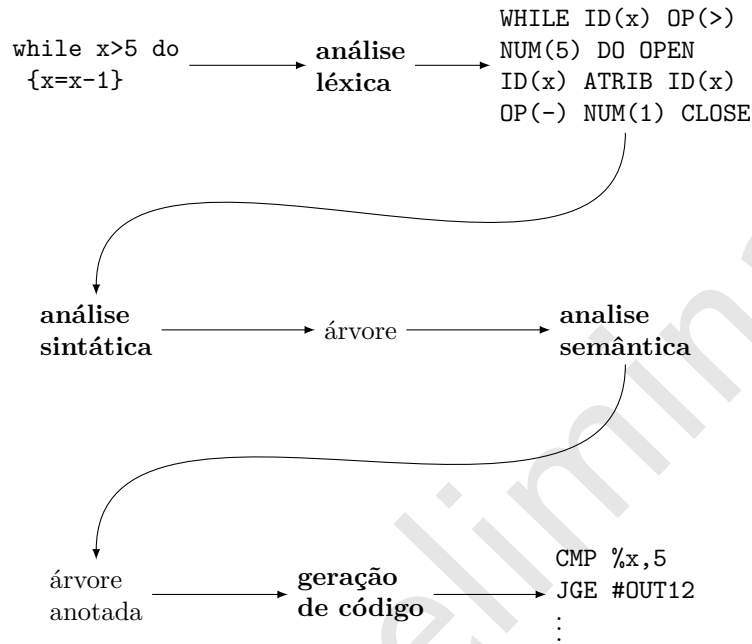 while x>5 do
{x=x-1}
análise
léxica
WHILE ID(x) OP(>)
NUM(5) DO OPEN
ID(x) ATRIB ID(x)
OP(-) NUM(1) CLOSE
análise
sintática
árvore
analise
semântica
árvore
anotada
geração
de código
CMP %x,5
JGE #OUT12
⋮
elimin